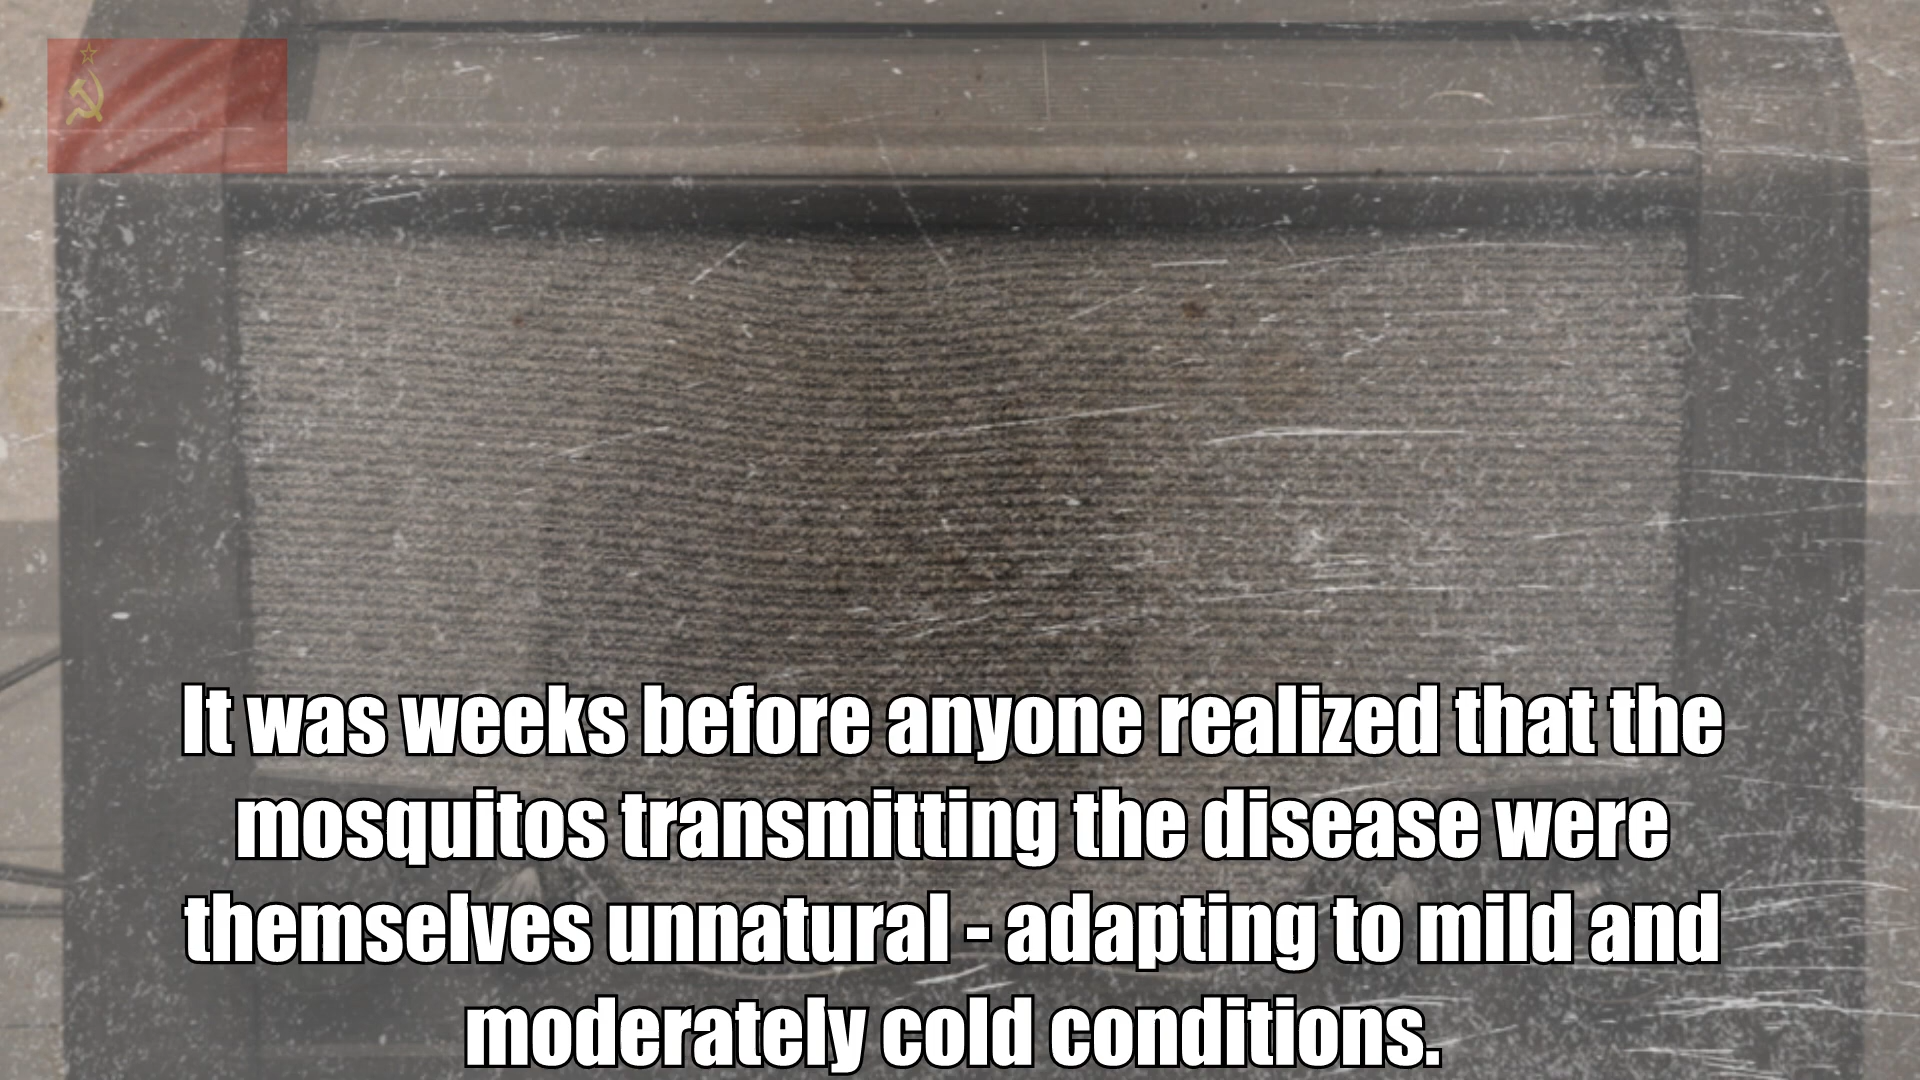 It was weeks before anyone realized that the
mosquitos transmitting the disease were
themselves unnatural - adapting to mild and
moderately cold conditions.